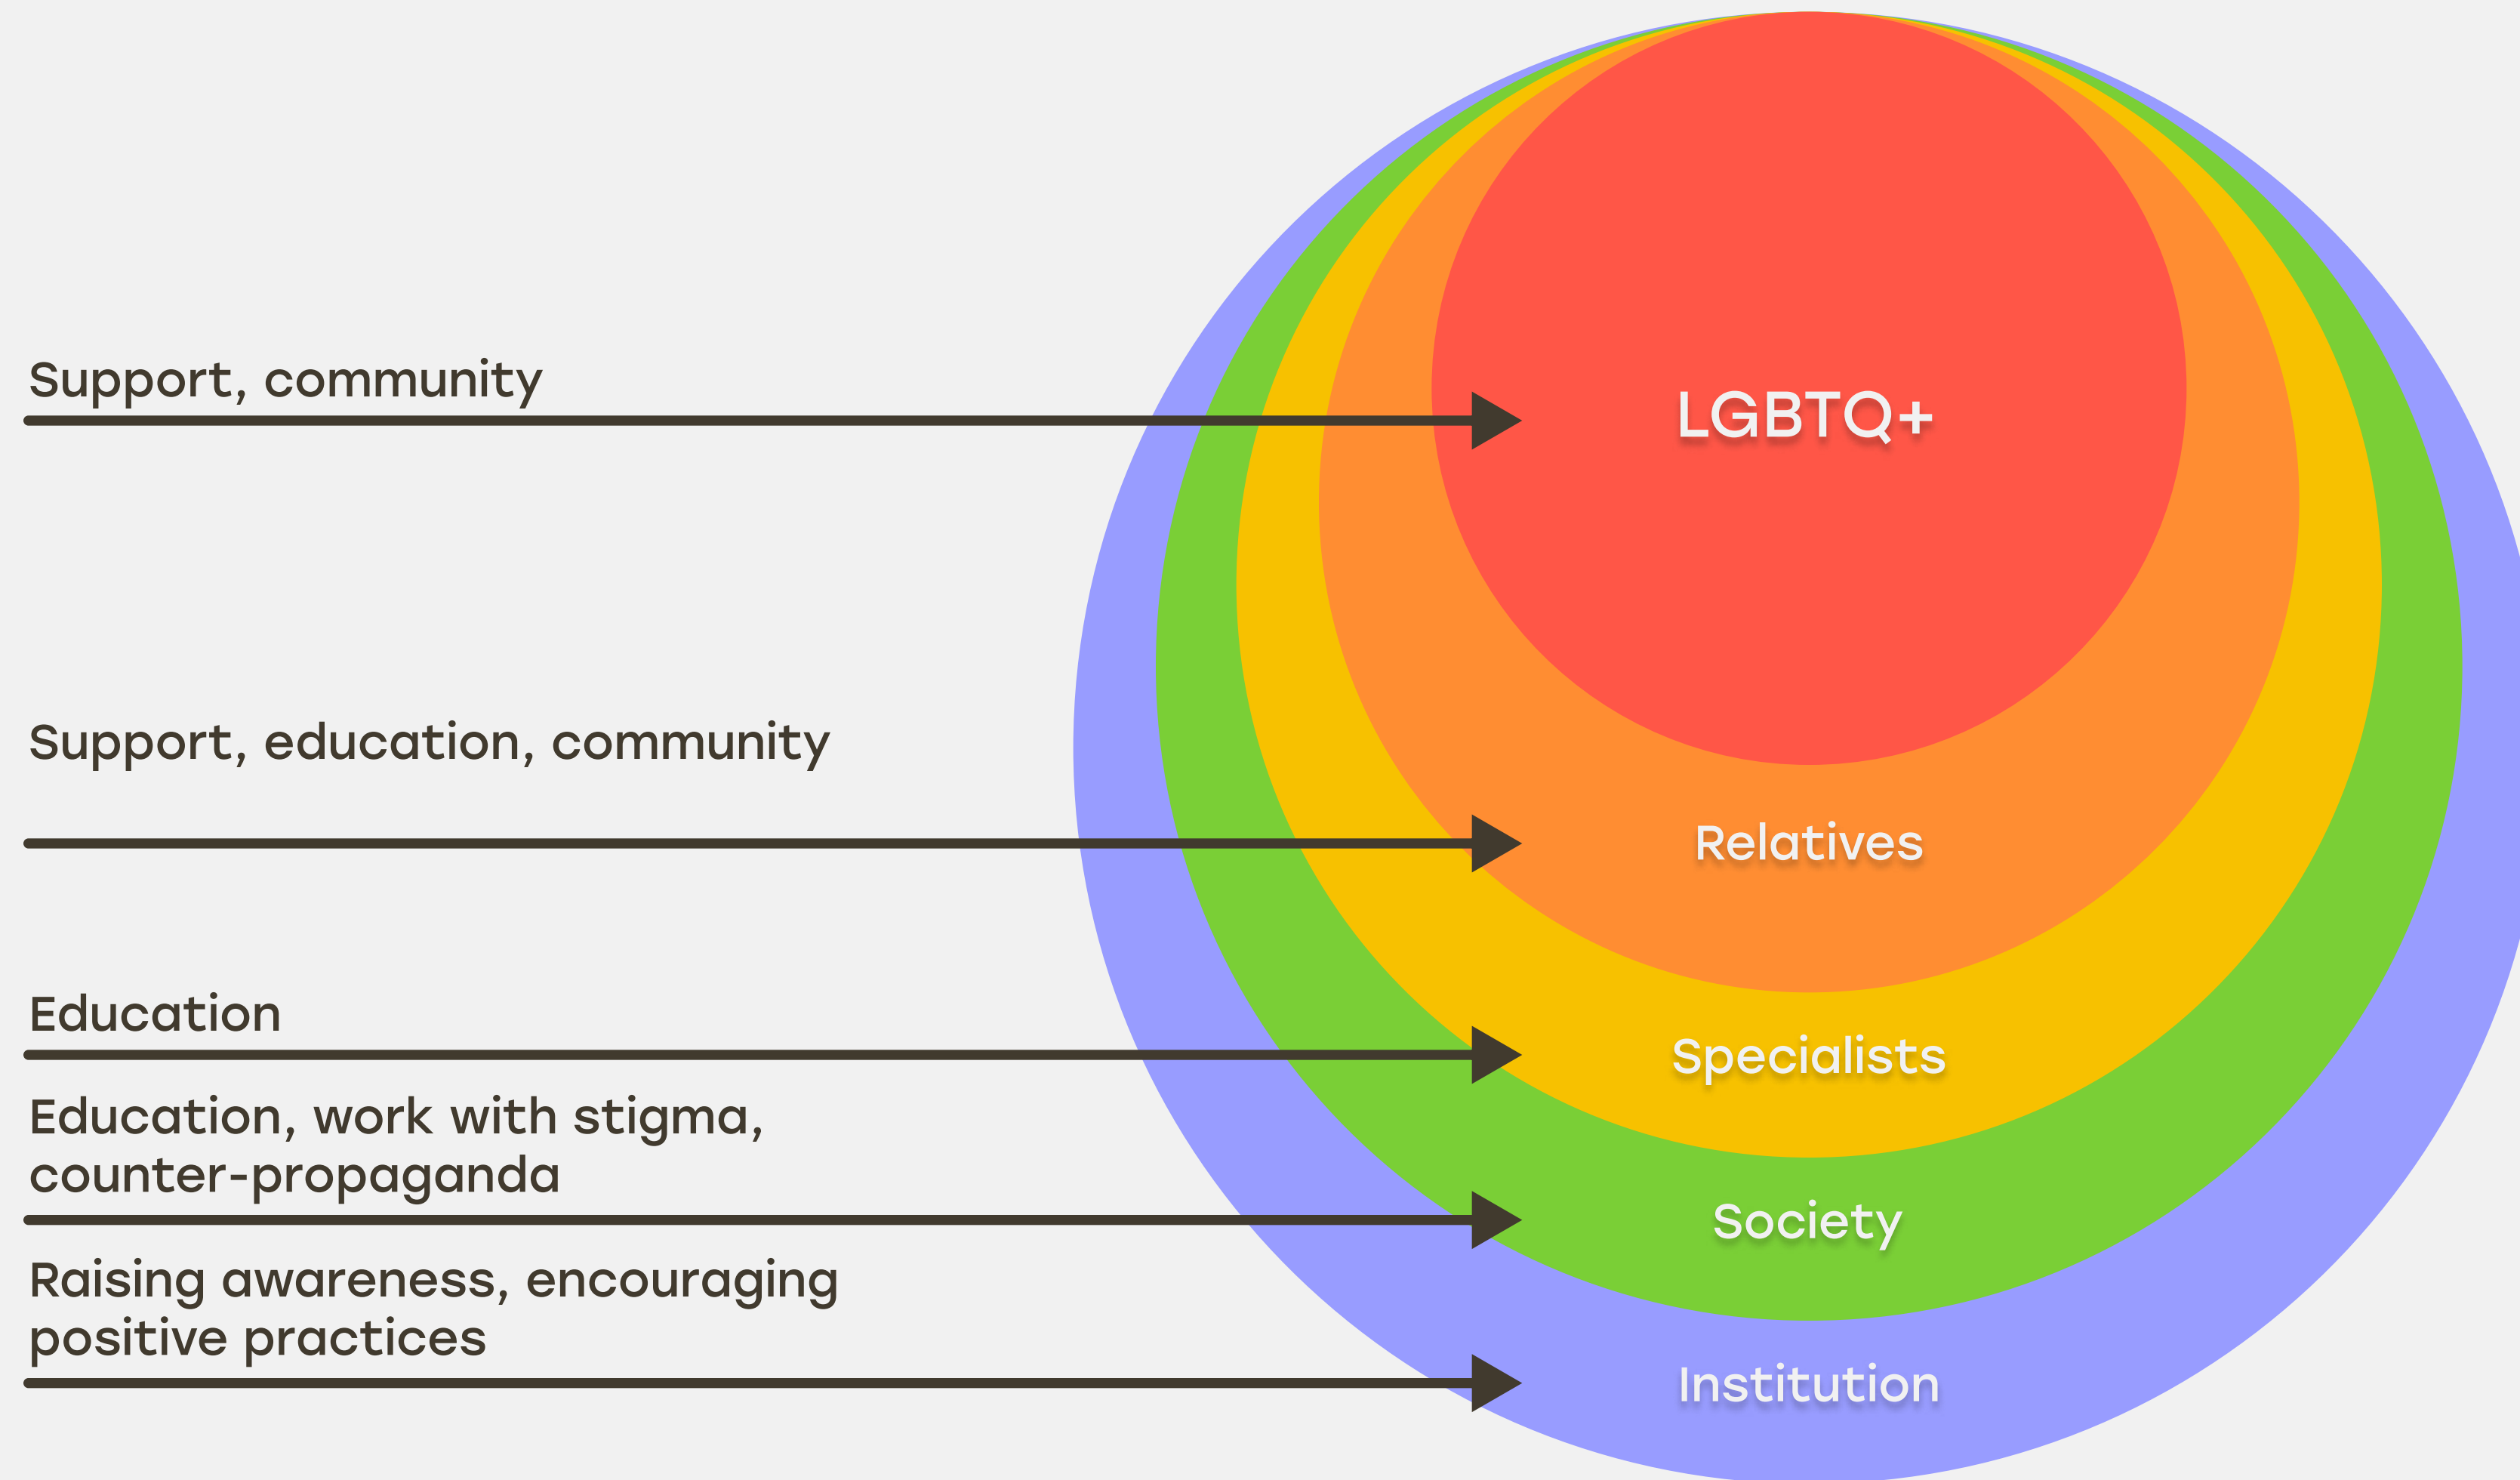 Support, community
LGBTQ+
Support, education, community
Relatives
Education
Specialists
Education, work with stigma,
counter-propaganda
Society
Raising awareness, encouraging
positive practices
Institution